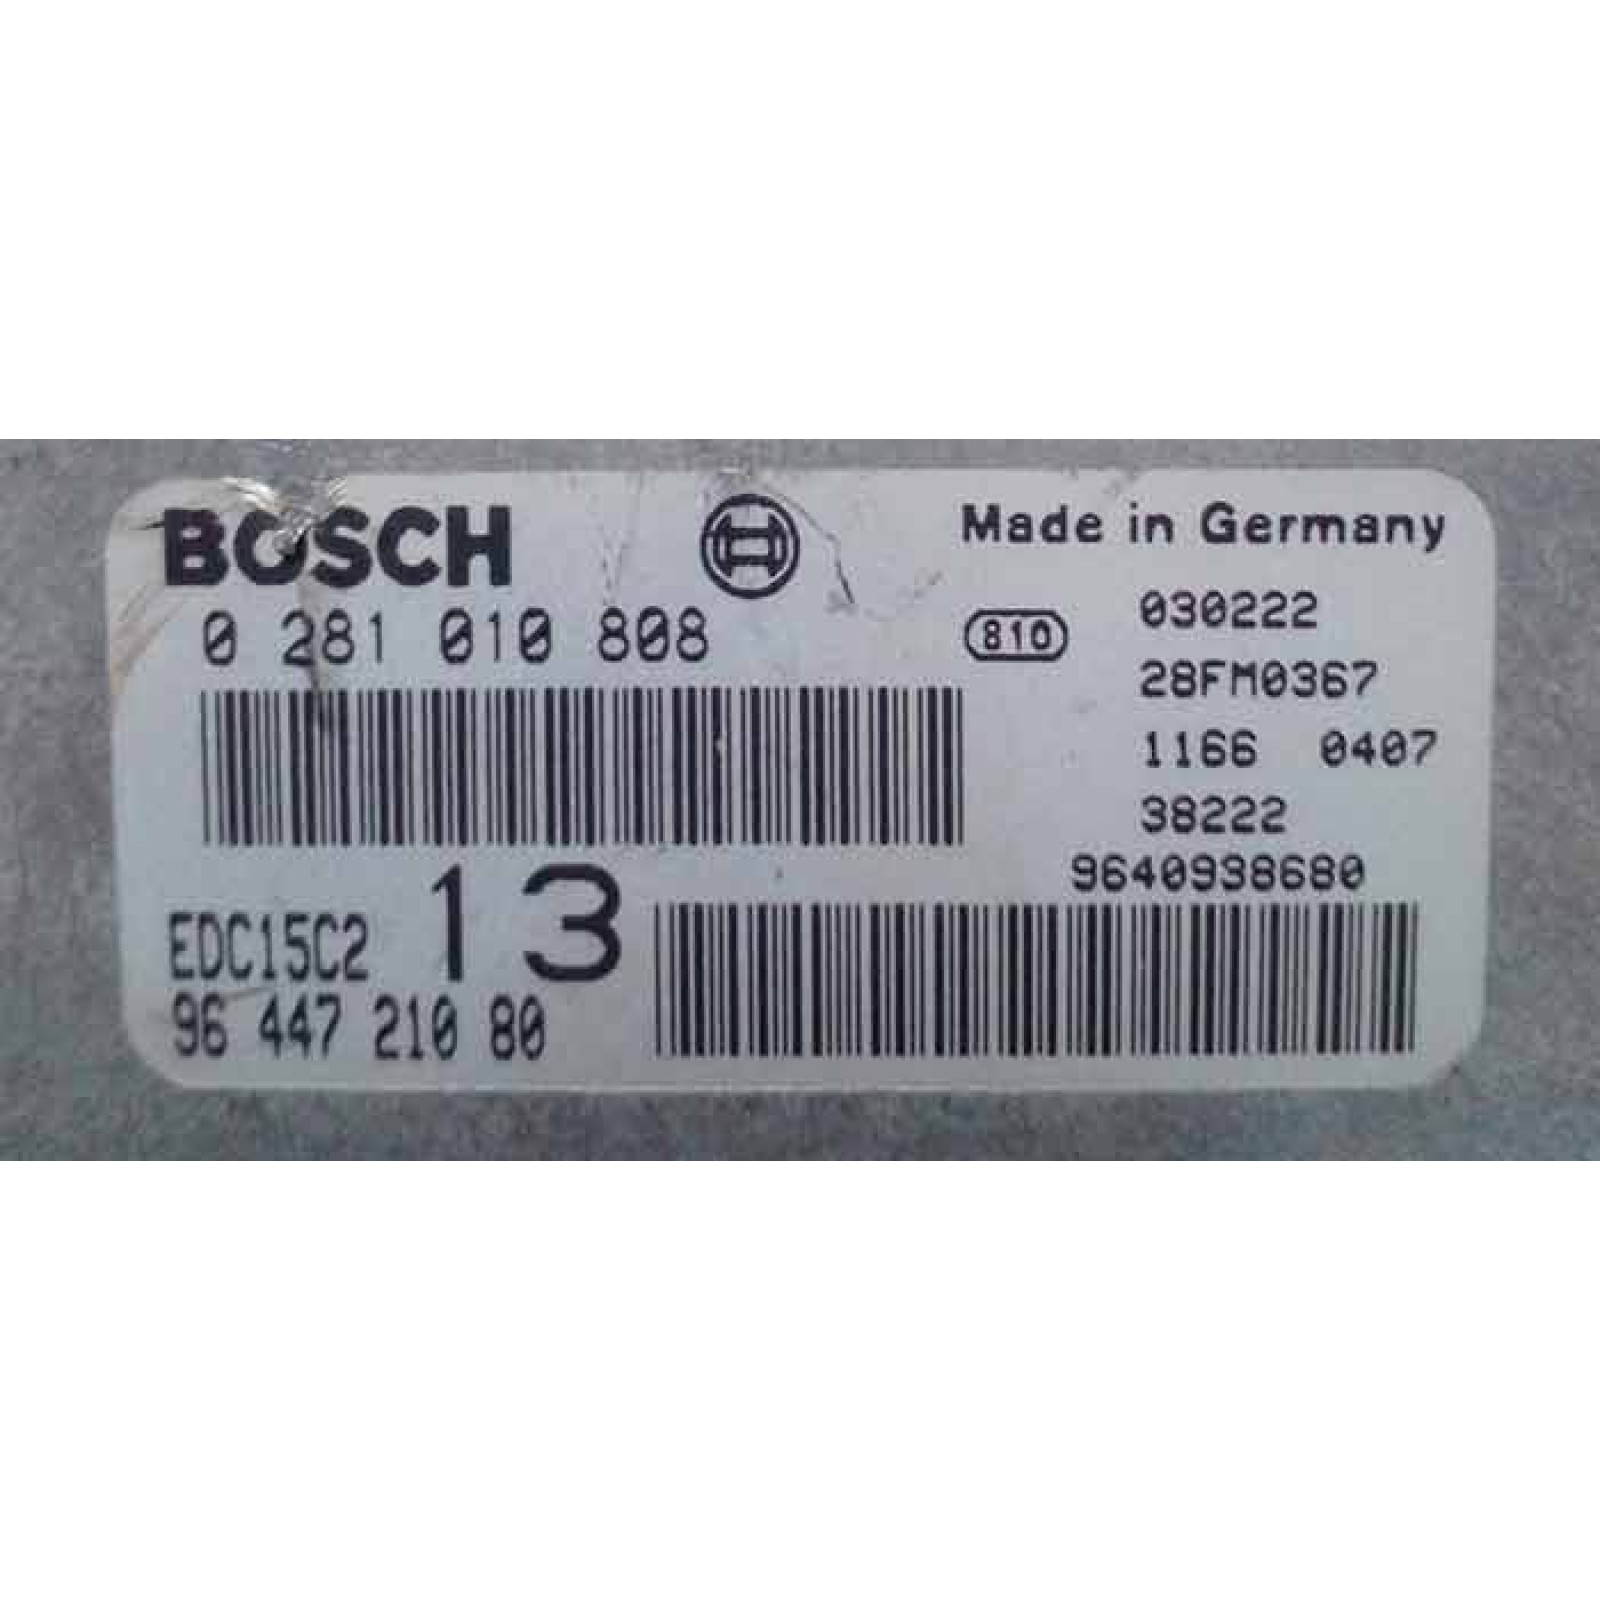 BOSCH
Made in Germany
0 281 010 808
810
030222
28FM0367
1166 0407
38222
9640938680
EDC15C2 13
96 447 210 80